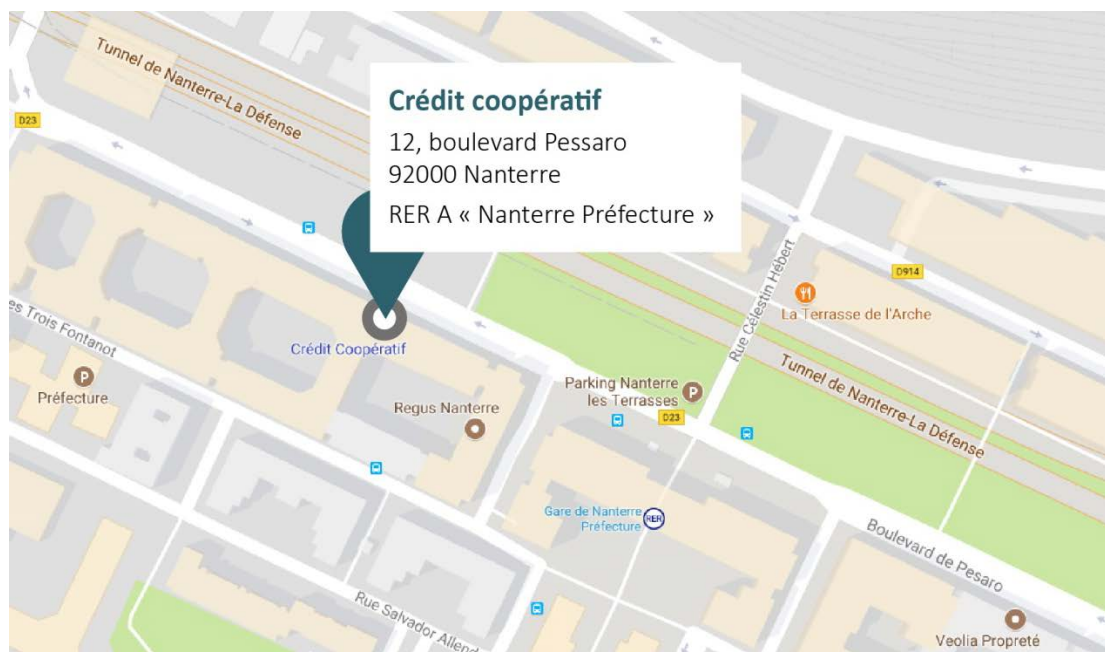 Tunnel de Nanterre-La Défense
D23
Crédit coopératif
12, boulevard Pessaro
92000 Nanterre
RER A « Nanterre Préfecture »
D914
Rue Célestin Hébert
La Terrasse de l'Arche
es Trois Fontanot
Crédit Coopératif
P
Préfecture
Regus Nanterre
Parking Nanterre
les Terrasses
P
D23
Tunnel de Nanterre-La Défense
Gare de Nanterre
Préfecture
RER
Boulevard de Pesaro
Rue Salvador Allend
Veolia Propreté